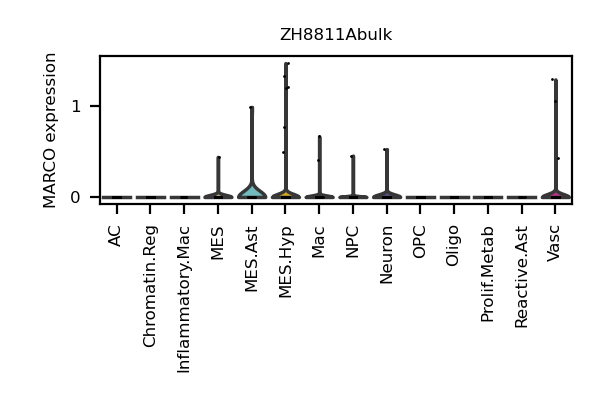 ZH8811Abulk
MARCO expression
1
0
AC
Chromatin.Reg
Inflammatory.Mac
MES
MES.Ast
MES.Hyp
Mac
NPC
Neuron
OPC
Oligo
Prolif.Metab
Reactive.Ast
Vasc